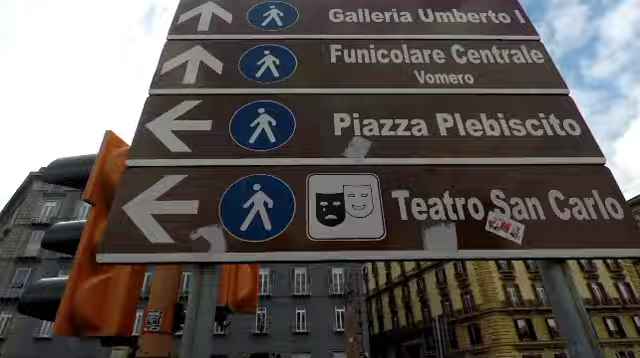 Galleria Umberto I
Funicolare Centrale
Vomero
Piazza Plebiscito
Teatro San Carlo